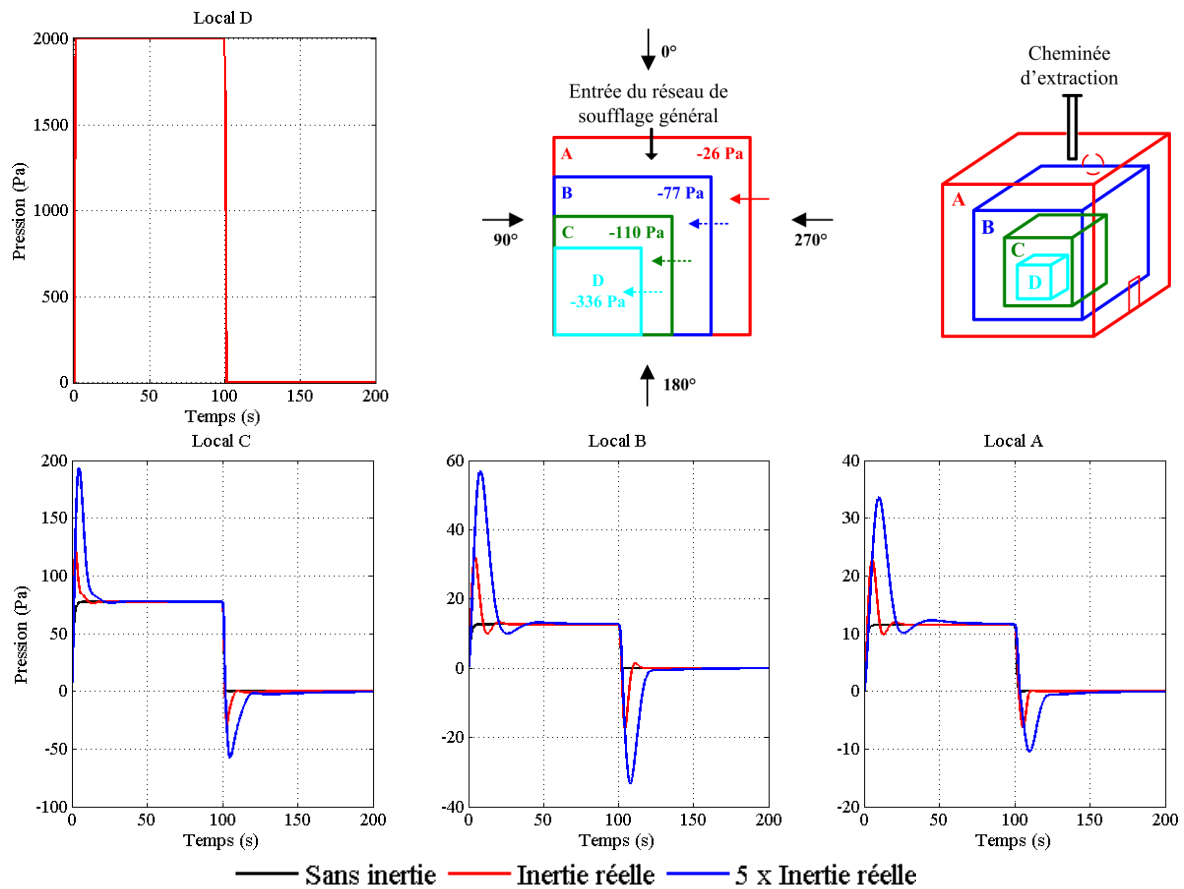 Local D
Pression (Pa)
2000
1500
1000
500
0
0
50
100
150
200
Temps (s)
0°
Entrée du réseau de
soufflage général
A
-26 Pa
B
-77 Pa
C
-110 Pa
D
-336 Pa
90°
270°
180°
Cheminée
d'extraction
A
B
C
D
Local C
Pression (Pa)
200
150
100
50
0
-50
-100
0
50
100
150
200
Temps (s)
Local B
60
40
20
0
-20
-40
0
50
100
150
200
Temps (s)
Local A
40
30
20
10
0
-10
-20
0
50
100
150
200
Temps (s)
Sans inertie
Inertie réelle
5 x Inertie réelle